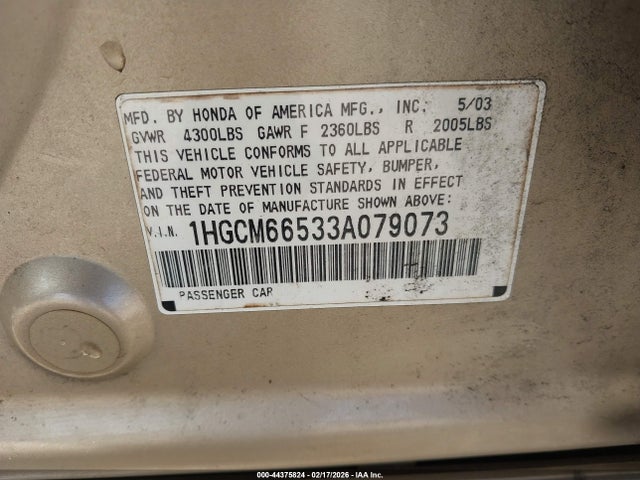 MFD. BY HONDA OF AMERICA MFG., INC. 5/03
GVWR 4300LBS GAWR F 2360LBS R 2005LBS
THIS VEHICLE CONFORMS TO ALL APPLICABLE
FEDERAL MOTOR VEHICLE SAFETY, BUMPER,
AND THEFT PREVENTION STANDARDS IN EFFECT
ON THE DATE OF MANUFACTURE SHOWN ABOVE:
V.I.N. 1HGCM66533A079073
PASSENGER CAR
000-44375824 - 02/17/2026 - IAA Inc.